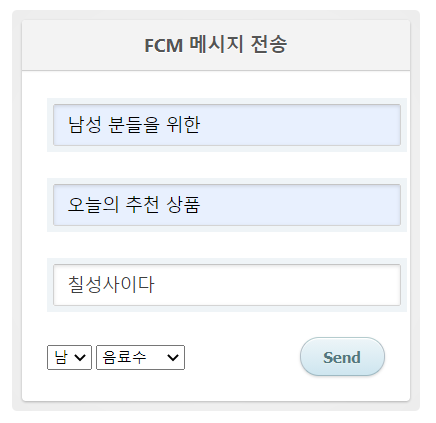 FCM 메시지 전송
남성 분들을 위한
오늘의 추천 상품
칠성사이다
남 음료수 Send